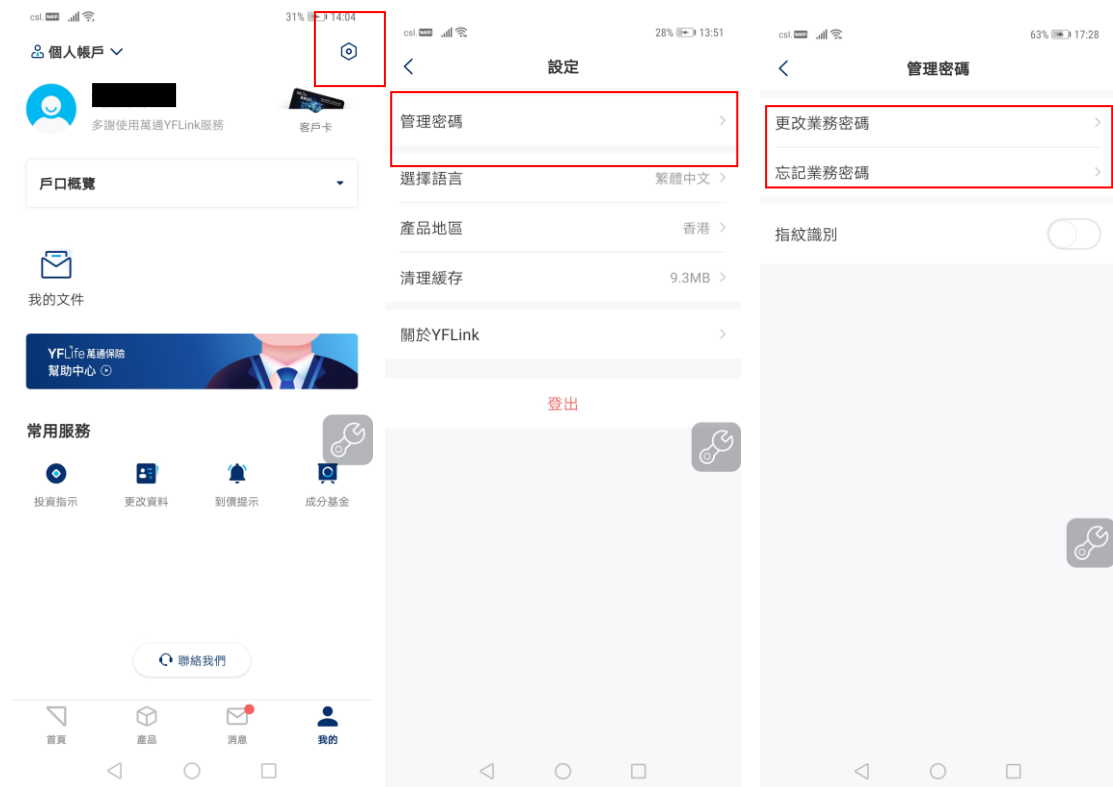 csl. 31% 14:04
個人帳戶
多謝使用萬通YFLink服務
客戶卡
戶口概覽
我的文件
YFLife 萬通保險
幫助中心
常用服務
投資指示 更改資料 到價提示 成分基金
聯絡我們
首頁 產品 消息 我的
csl. 28% 13:51
設定
管理密碼
選擇語言 繁體中文
產品地區 香港
清理緩存 9.3MB
關於YFLink
登出
csl. 63% 17:28
管理密碼
更改業務密碼
忘記業務密碼
指紋識別